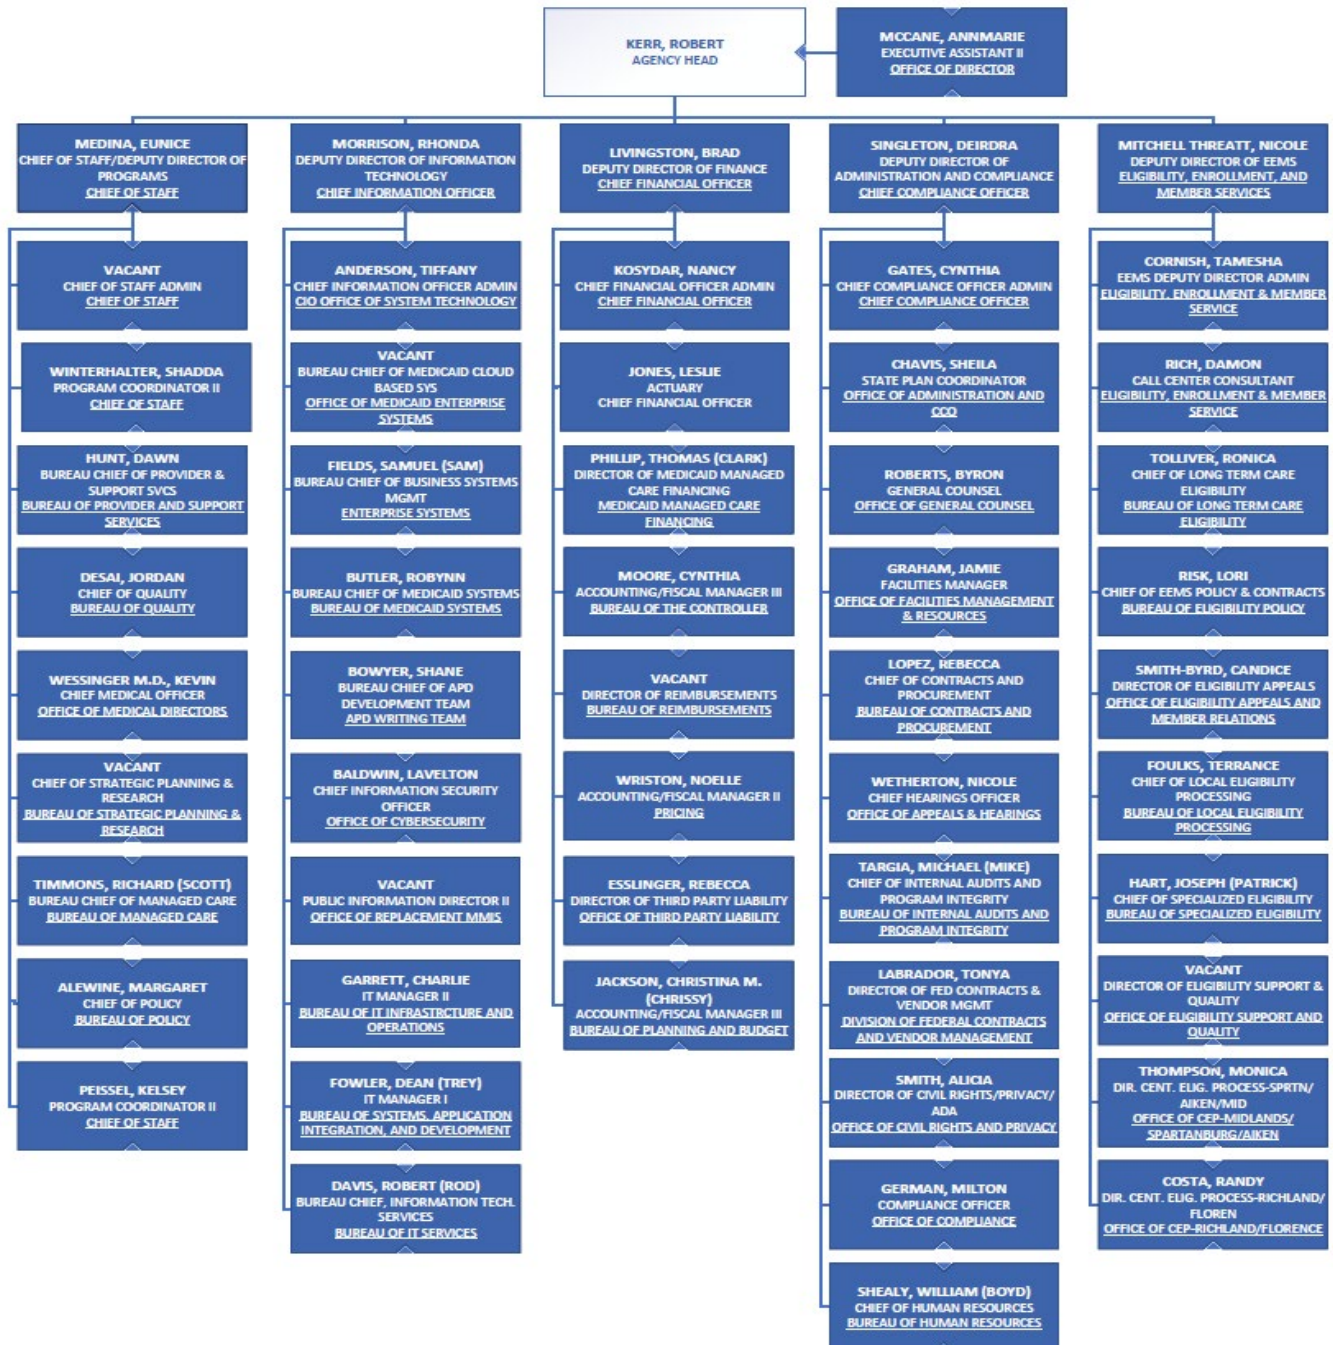 KERR, ROBERT
AGENCY HEAD
MCCANE, ANNMARIE
EXECUTIVE ASSISTANT II
OFFICE OF DIRECTOR
MEDINA, EUNICE
CHIEF OF STAFF/DEPUTY DIRECTOR OF
PROGRAMS
CHIEF OF STAFF
VACANT
CHIEF OF STAFF ADMIN
CHIEF OF STAFF
WINTERHALTER, SHADDA
PROGRAM COORDINATOR II
CHIEF OF STAFF
HUNT, DAWN
BUREAU CHIEF OF PROVIDER &
SUPPORT SVCS
BUREAU OF PROVIDER AND SUPPORT
SERVICES
DESAI, JORDAN
CHIEF OF QUALITY
BUREAU OF QUALITY
WESSINGER M.D., KEVIN
CHIEF MEDICAL OFFICER
OFFICE OF MEDICAL DIRECTORS
VACANT
CHIEF OF STRATEGIC PLANNING &
RESEARCH
BUREAU OF STRATEGIC PLANNING &
RESEARCH
TIMMONS, RICHARD (SCOTT)
BUREAU CHIEF OF MANAGED CARE
BUREAU OF MANAGED CARE
ALEWINE, MARGARET
CHIEF OF POLICY
BUREAU OF POLICY
PEISSEL, KELSEY
PROGRAM COORDINATOR II
CHIEF OF STAFF
MORRISON, RHONDA
DEPUTY DIRECTOR OF INFORMATION
TECHNOLOGY
CHIEF INFORMATION OFFICER
ANDERSON, TIFFANY
CHIEF INFORMATION OFFICER ADMIN
CIO OFFICE OF SYSTEM TECHNOLOGY
VACANT
BUREAU CHIEF OF MEDICAID CLOUD
BASED SYS
OFFICE OF MEDICAID ENTERPRISE
SYSTEMS
FIELDS, SAMUEL (SAM)
BUREAU CHIEF OF BUSINESS SYSTEMS
MGMT
ENTERPRISE SYSTEMS
BUTLER, ROBYNN
BUREAU CHIEF OF MEDICAID SYSTEMS
BUREAU OF MEDICAID SYSTEMS
BOWYER, SHANE
BUREAU CHIEF OF APD
DEVELOPMENT TEAM
APD WRITING TEAM
BALDWIN, LAVELTON
CHIEF INFORMATION SECURITY
OFFICER
OFFICE OF CYBERSECURITY
VACANT
PUBLIC INFORMATION DIRECTOR II
OFFICE OF REPLACEMENT MMIS
GARRETT, CHARLIE
IT MANAGER II
BUREAU OF IT INFRASTRCTURE AND
OPERATIONS
FOWLER, DEAN (TREY)
IT MANAGER I
BUREAU OF SYSTEMS, APPLICATION
INTEGRATION, AND DEVELOPMENT
DAVIS, ROBERT (ROD)
BUREAU CHIEF, INFORMATION TECH.
SERVICES
BUREAU OF IT SERVICES
LIVINGSTON, BRAD
DEPUTY DIRECTOR OF FINANCE
CHIEF FINANCIAL OFFICER
KOSYDAR, NANCY
CHIEF FINANCIAL OFFICER ADMIN
CHIEF FINANCIAL OFFICER
JONES, LESLIE
ACTUARY
CHIEF FINANCIAL OFFICER
PHILLIP, THOMAS (CLARK)
DIRECTOR OF MEDICAID MANAGED
CARE FINANCING
MEDICAID MANAGED CARE
FINANCING
MOORE, CYNTHIA
ACCOUNTING/FISCAL MANAGER III
BUREAU OF THE CONTROLLER
VACANT
DIRECTOR OF REIMBURSEMENTS
BUREAU OF REIMBURSEMENTS
WRISTON, NOELLE
ACCOUNTING/FISCAL MANAGER II
PRICING
ESSLINGER, REBECCA
DIRECTOR OF THIRD PARTY LIABILITY
OFFICE OF THIRD PARTY LIABILITY
JACKSON, CHRISTINA M.
(CHRISSY)
ACCOUNTING/FISCAL MANAGER III
BUREAU OF PLANNING AND BUDGET
SINGLETON, DEIRDRA
DEPUTY DIRECTOR OF
ADMINISTRATION AND COMPLIANCE
CHIEF COMPLIANCE OFFICER
GATES, CYNTHIA
CHIEF COMPLIANCE OFFICER ADMIN
CHIEF COMPLIANCE OFFICER
CHAVIS, SHEILA
STATE PLAN COORDINATOR
OFFICE OF ADMINISTRATION AND
CCO
ROBERTS, BYRON
GENERAL COUNSEL
OFFICE OF GENERAL COUNSEL
GRAHAM, JAMIE
FACILITIES MANAGER
OFFICE OF FACILITIES MANAGEMENT
& RESOURCES
LOPEZ, REBECCA
CHIEF OF CONTRACTS AND
PROCUREMENT
BUREAU OF CONTRACTS AND
PROCUREMENT
WETHERTON, NICOLE
CHIEF HEARINGS OFFICER
OFFICE OF APPEALS & HEARINGS
TARGIA, MICHAEL (MIKE)
CHIEF OF INTERNAL AUDITS AND
PROGRAM INTEGRITY
BUREAU OF INTERNAL AUDITS AND
PROGRAM INTEGRITY
LABRADOR, TONYA
DIRECTOR OF FED CONTRACTS &
VENDOR MGMT
DIVISION OF FEDERAL CONTRACTS
AND VENDOR MANAGEMENT
SMITH, ALICIA
DIRECTOR OF CIVIL RIGHTS/PRIVACY/
ADA
OFFICE OF CIVIL RIGHTS AND PRIVACY
GERMAN, MILTON
COMPLIANCE OFFICER
OFFICE OF COMPLIANCE
SHEALY, WILLIAM (BOYD)
CHIEF OF HUMAN RESOURCES
BUREAU OF HUMAN RESOURCES
MITCHELL THREATT, NICOLE
DEPUTY DIRECTOR OF EEMS
ELIGIBILITY, ENROLLMENT, AND
MEMBER SERVICES
CORNISH, TAMESHA
EEMS DEPUTY DIRECTOR ADMIN
ELIGIBILITY, ENROLLMENT & MEMBER
SERVICE
RICH, DAMON
CALL CENTER CONSULTANT
ELIGIBILITY, ENROLLMENT & MEMBER
SERVICE
TOLLIVER, RONICA
CHIEF OF LONG TERM CARE
ELIGIBILITY
BUREAU OF LONG TERM CARE
ELIGIBILITY
RISK, LORI
CHIEF OF EEMS POLICY & CONTRACTS
BUREAU OF ELIGIBILITY POLICY
SMITH-BYRD, CANDICE
DIRECTOR OF ELIGIBILITY APPEALS
OFFICE OF ELIGIBILITY APPEALS AND
MEMBER RELATIONS
FOULKS, TERRANCE
CHIEF OF LOCAL ELIGIBILITY
PROCESSING
BUREAU OF LOCAL ELIGIBILITY
PROCESSING
HART, JOSEPH (PATRICK)
CHIEF OF SPECIALIZED ELIGIBILITY
BUREAU OF SPECIALIZED ELIGIBILITY
VACANT
DIRECTOR OF ELIGIBILITY SUPPORT &
QUALITY
OFFICE OF ELIGIBILITY SUPPORT AND
QUALITY
THOMPSON, MONICA
DIR. CENT. ELIG. PROCESS-SPRTN/
AIKEN/MID
OFFICE OF CEP-MIDLANDS/
SPARTANBURG/AIKEN
COSTA, RANDY
DIR. CENT. ELIG. PROCESS-RICHLAND/
FLOREN
OFFICE OF CEP-RICHLAND/FLORENCE